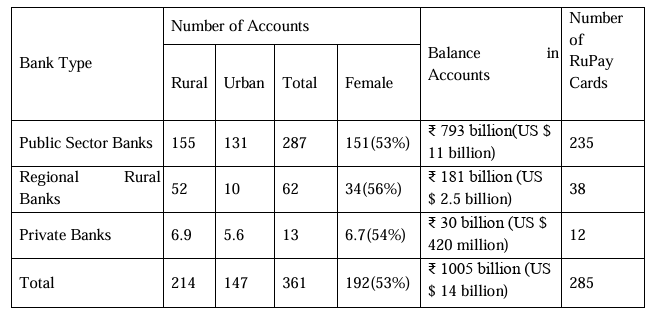 Bank Type
Number of Accounts
Rural Urban Total Female
Balance in
Accounts
Number
of
RuPay
Cards
Public Sector Banks 155 131 287 151(53%) ₹ 793 billion(US $
11 billion) 235
Regional Rural
Banks 52 10 62 34(56%) ₹ 181 billion (US
$ 2.5 billion) 38
Private Banks 6.9 5.6 13 6.7(54%) ₹ 30 billion (US $
420 million) 12
Total 214 147 361 192(53%) ₹ 1005 billion (US
$ 14 billion) 285